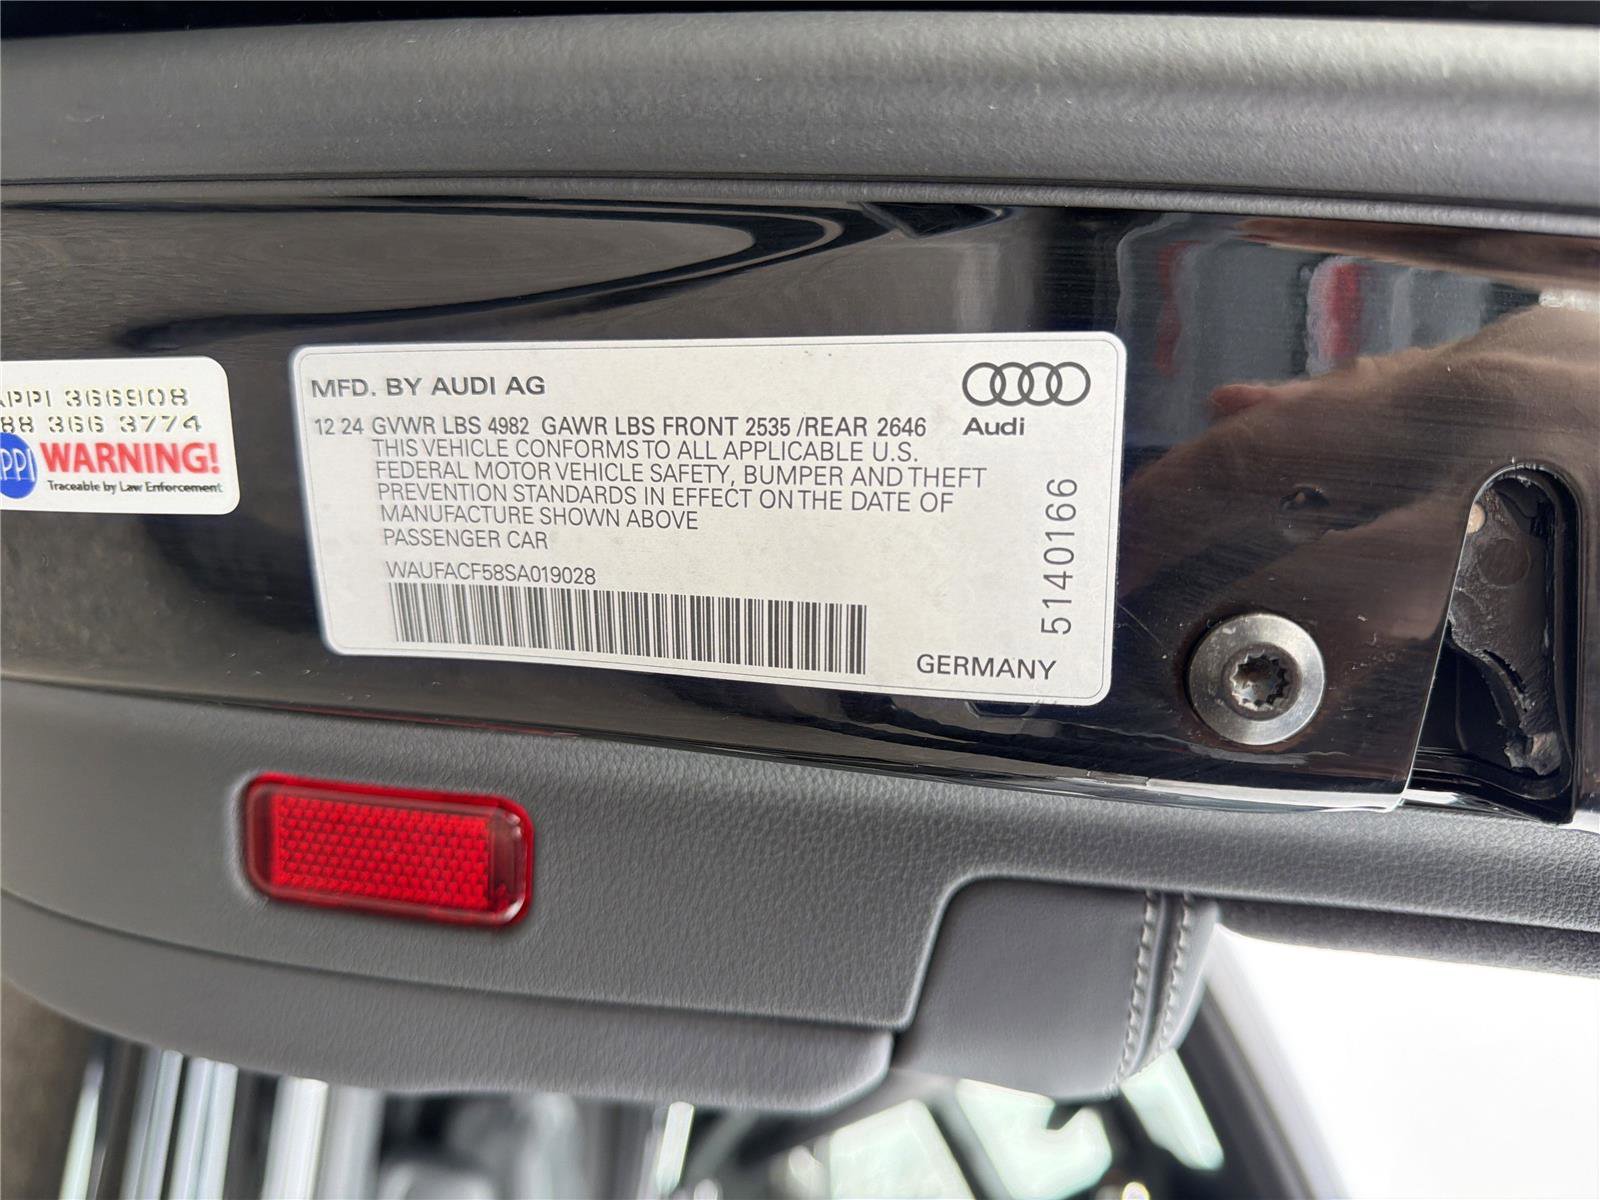 366908
88 366 3774
WARNING!
Traceable by Law Enforcement
MFD. BY AUDI AG
Audi
12 24 GVWR LBS 4982 GAWR LBS FRONT 2535 /REAR 2646
THIS VEHICLE CONFORMS TO ALL APPLICABLE U.S.
FEDERAL MOTOR VEHICLE SAFETY, BUMPER AND THEFT
PREVENTION STANDARDS IN EFFECT ON THE DATE OF
MANUFACTURE SHOWN ABOVE
PASSENGER CAR
WAUFACF58SA019028
GERMANY
5140166